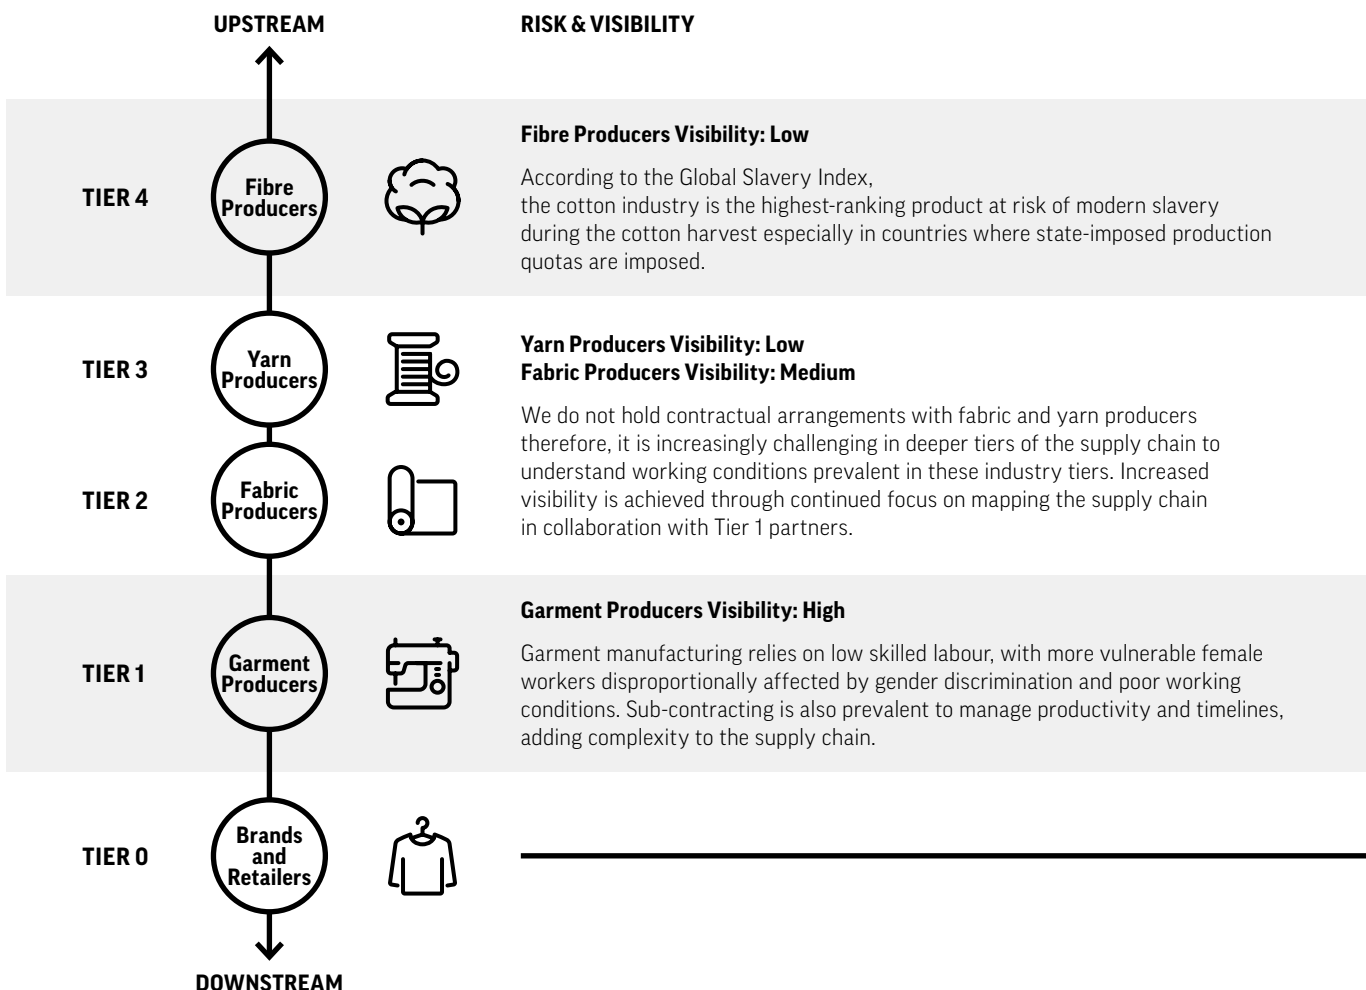 UPSTREAM
RISK & VISIBILITY
TIER 4
Fibre
Producers
Fibre Producers Visibility: Low
According to the Global Slavery Index,
the cotton industry is the highest-ranking product at risk of modern slavery
during the cotton harvest especially in countries where state-imposed production
quotas are imposed.
TIER 3
Yarn
Producers
Yarn Producers Visibility: Low
Fabric Producers Visibility: Medium
We do not hold contractual arrangements with fabric and yarn producers
therefore, it is increasingly challenging in deeper tiers of the supply chain to
understand working conditions prevalent in these industry tiers. Increased
visibility is achieved through continued focus on mapping the supply chain
in collaboration with Tier 1 partners.
TIER 2
Fabric
Producers
TIER 1
Garment
Producers
Garment Producers Visibility: High
Garment manufacturing relies on low skilled labour, with more vulnerable female
workers disproportionally affected by gender discrimination and poor working
conditions. Sub-contracting is also prevalent to manage productivity and timelines,
adding complexity to the supply chain.
TIER 0
Brands
and
Retailers
DOWNSTREAM